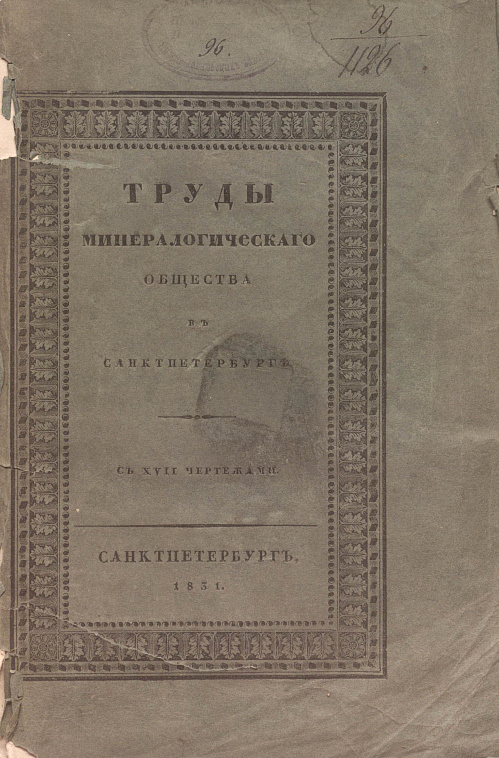 96.
96
1126
ТРУДЫ
МИНЕРАЛОГИЧЕСКАГО
ОБЩЕСТВА
ВЪ
САНКТПЕТЕРБУРГѢ.
СЪ XVII ЧЕРТЕЖАМИ.
САНКТПЕТЕРБУРГЪ,
1831.